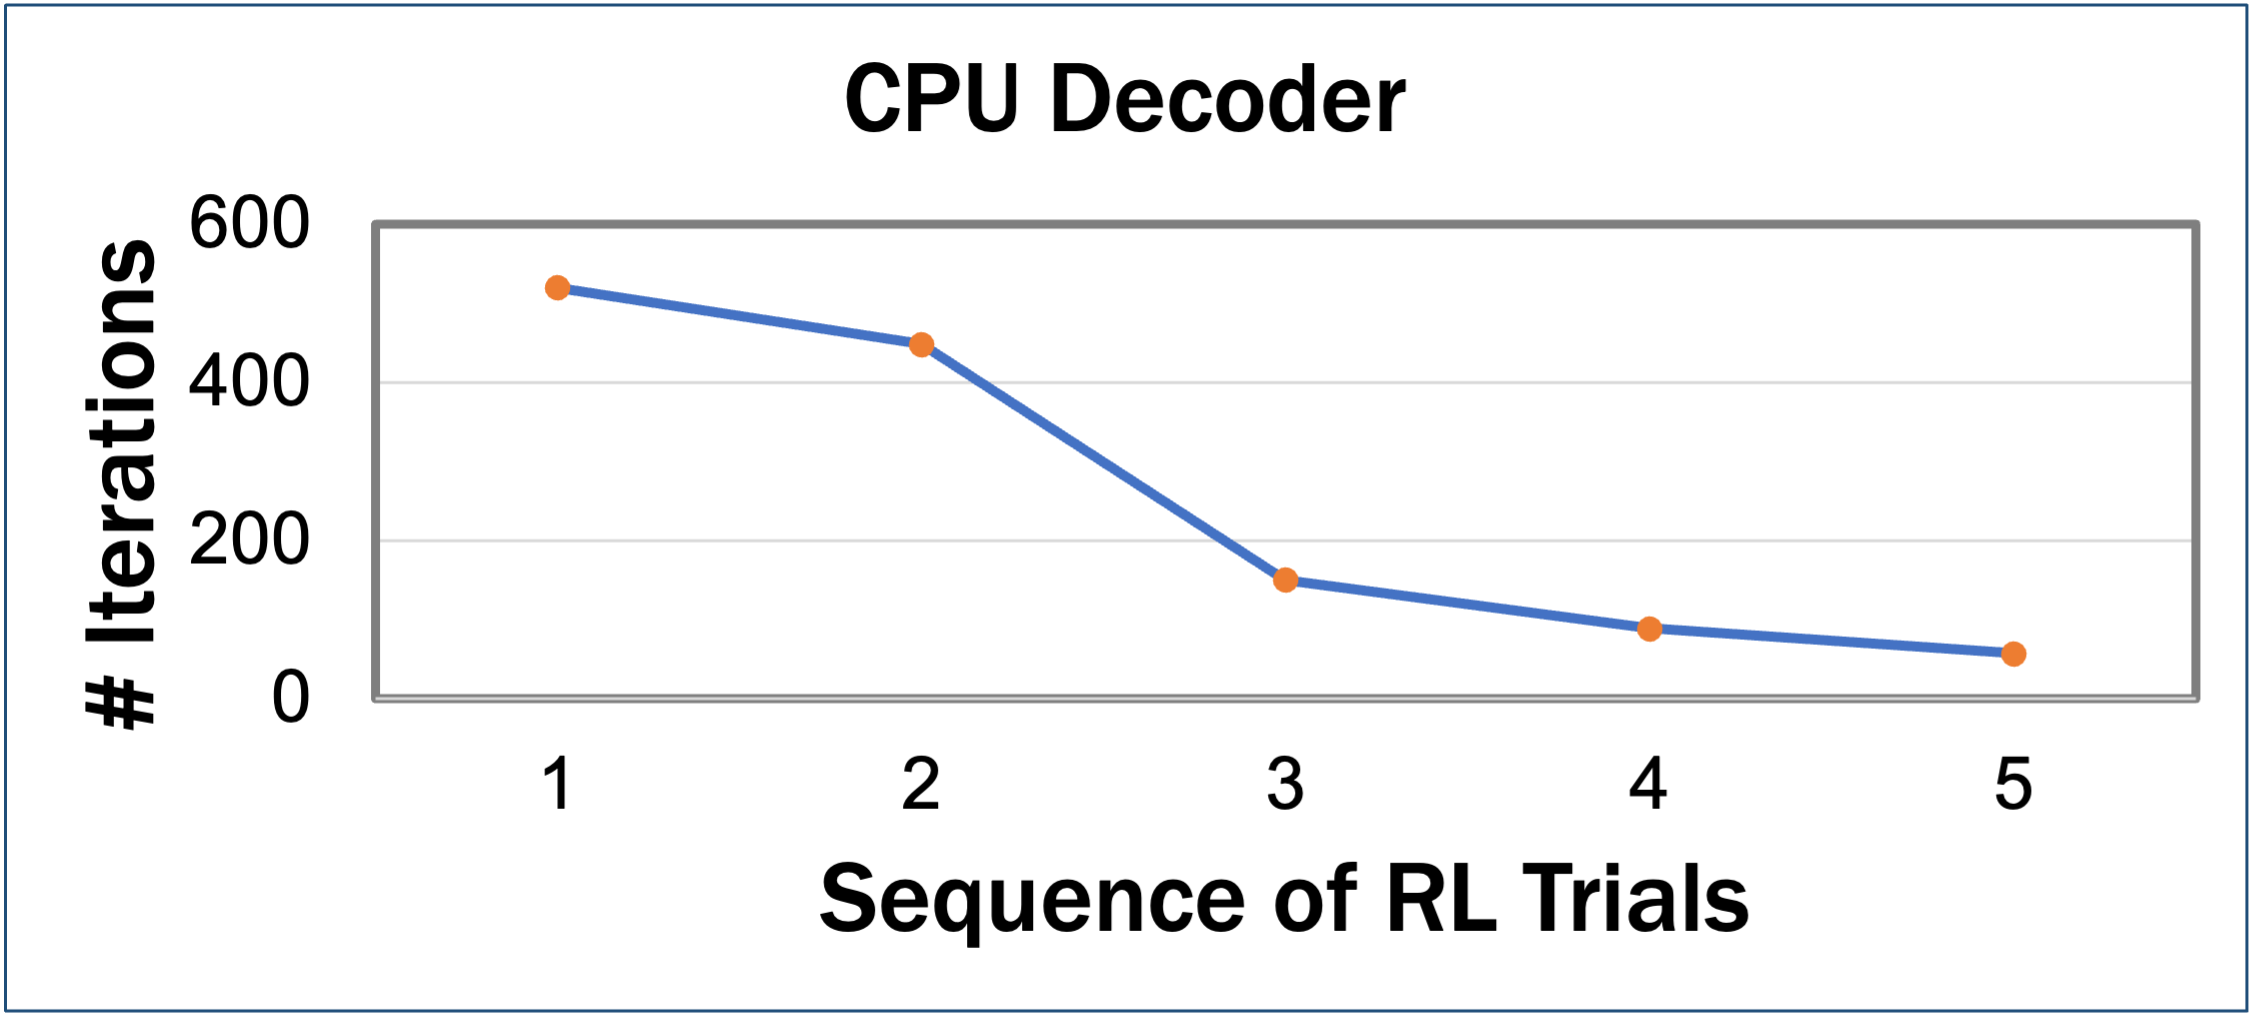 CPU Decoder
# Iterations
600
400
200
0
1 2 3 4 5
Sequence of RL Trials